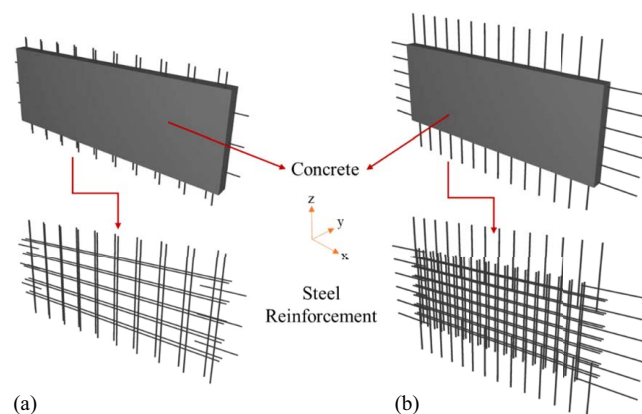 Concrete
z
y
x
Steel
Reinforcement
(a)
(b)